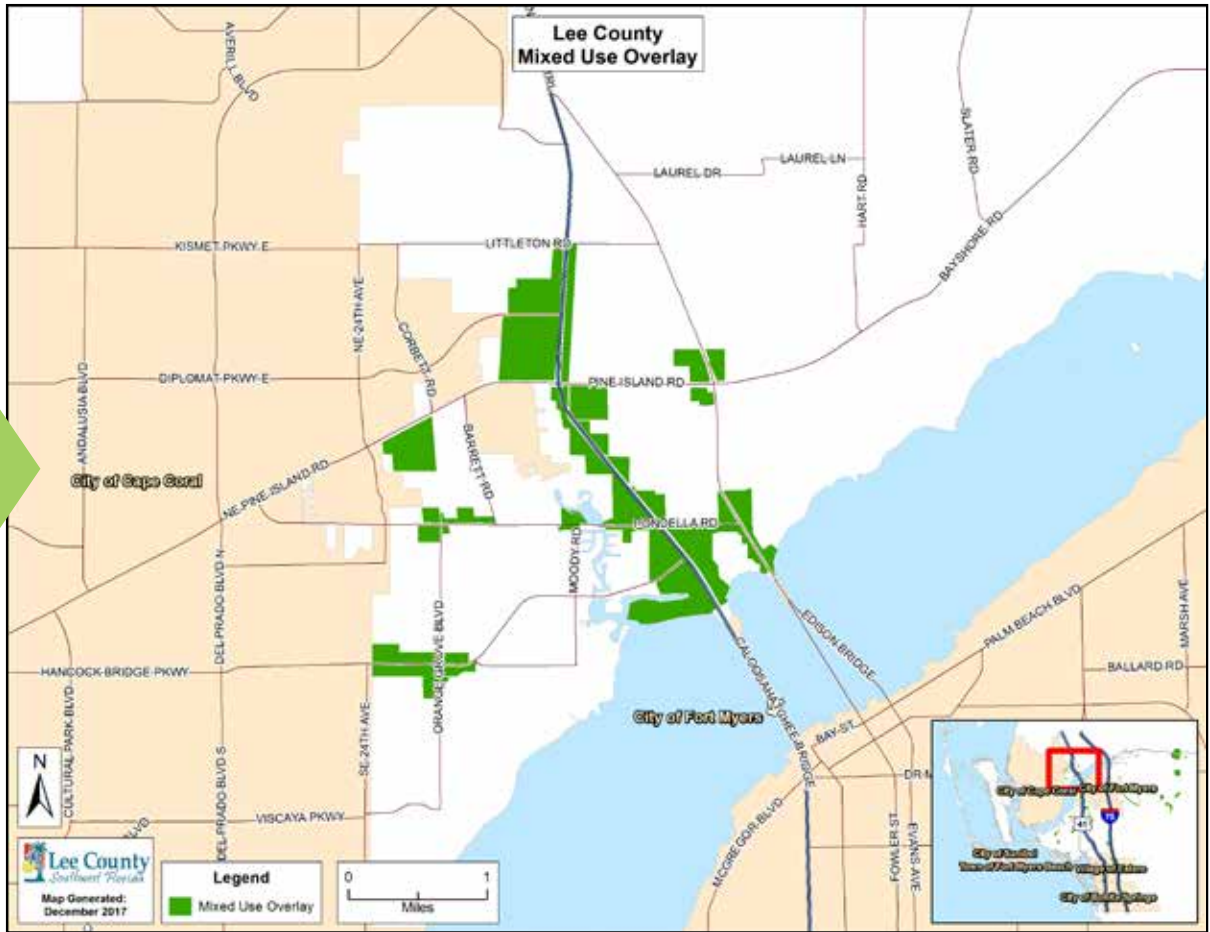 Lee County
Mixed Use Overlay
AVERILL BLVD
LAUREL DR
LAUREL LN
SLATER RD
HART RD
BAYSHORE RD
KISMET PKWY E
LITTLETON RD
NE 24TH AVE
CORBETT RD
DIPLOMAT PKWY E
PINE ISLAND RD
ANDALUSIA BLVD
BARRETT RD
City of Cape Coral
NE PINE ISLAND RD
PONDELLA RD
MOODY RD
DEL PRADO BLVD N
ORANGE GROVE BLVD
EDISON BRIDGE
PALM BEACH BLVD
MARSH AVE
BALLARD RD
HANCOCK BRIDGE PKWY
CALOOSAHATCHEE BRIDGE
City of Fort Myers
BAY ST
DR M
CULTURAL PARK BLVD
SE 24TH AVE
DEL PRADO BLVD S
VISCAYA PKWY
BLVD
MCGREGOR BLVD
FOWLER ST
EVANS AVE
N
Lee County
Southwest Florida
Map Generated:
December 2017
Legend
Mixed Use Overlay
0 1
Miles
City of Cape Coral
City of Fort Myers
41
75
City of Sanibel
Town of Fort Myers Beach
Village of Estero
City of Bonita Springs